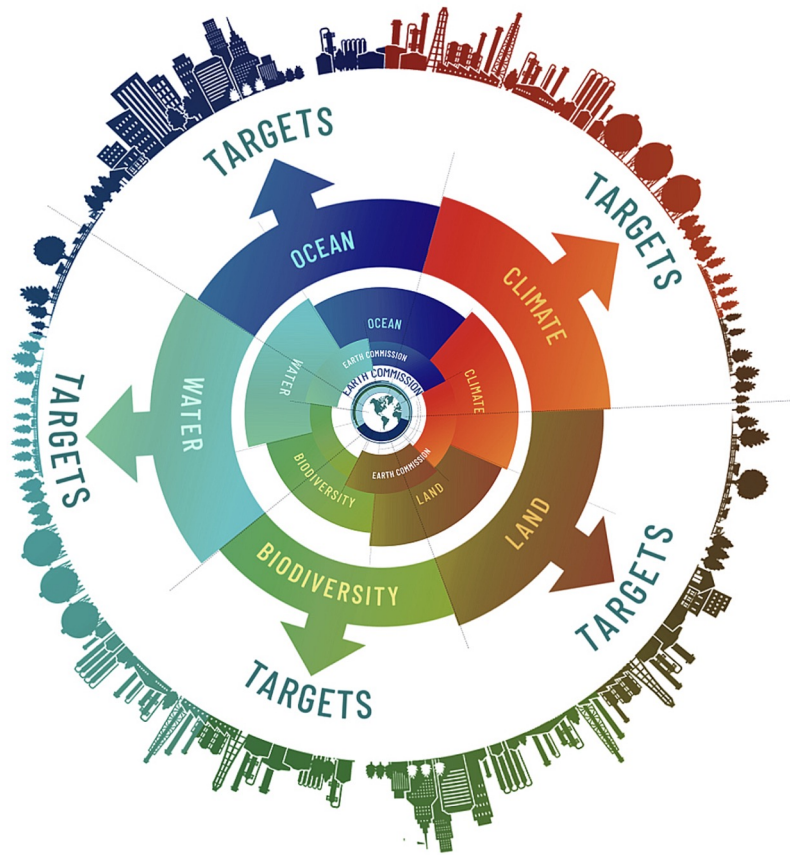 TARGETS
TARGETS
OCEAN
CLIMATE
OCEAN
EARTH COMMISSION
WATER
EARTH COMMISSION
CLIMATE
WATER
TARGETS
EARTH COMMISSION
BIODIVERSITY
LAND
LAND
BIODIVERSITY
TARGETS
TARGETS